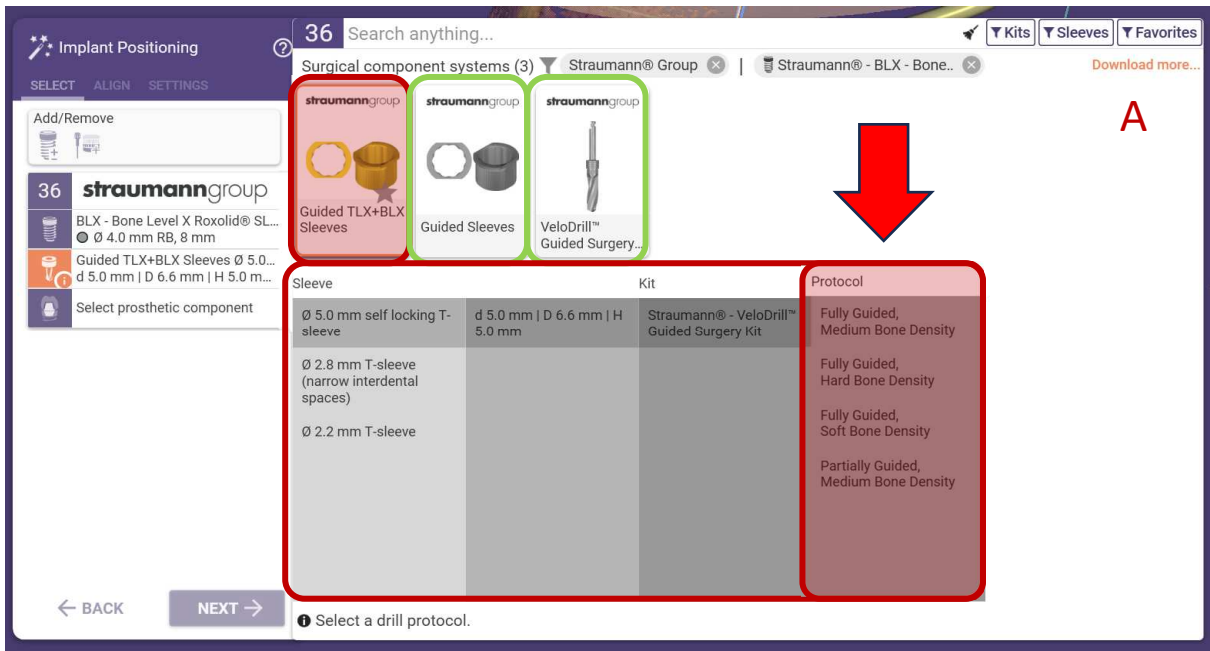 Implant Positioning
SELECT ALIGN SETTINGS
Add/Remove
36 straumanngroup
BLX - Bone Level X Roxolid® SL...
Ø 4.0 mm RB, 8 mm
Guided TLX+BLX Sleeves Ø 5.0...
d 5.0 mm | D 6.6 mm | H 5.0 m...
Select prosthetic component
BACK NEXT
36 Search anything...
Kits Sleeves Favorites
Surgical component systems (3) Straumann® Group | Straumann® - BLX - Bone..
Download more...
A
straumanngroup
Guided TLX+BLX
Sleeves
straumanngroup
Guided Sleeves
straumanngroup
VeloDrill™
Guided Surgery...
Sleeve Kit Protocol
Ø 5.0 mm self locking T-
sleeve
Ø 2.8 mm T-sleeve
(narrow interdental
spaces)
Ø 2.2 mm T-sleeve
d 5.0 mm | D 6.6 mm | H
5.0 mm
Straumann® - VeloDrill™
Guided Surgery Kit
Fully Guided,
Medium Bone Density
Fully Guided,
Hard Bone Density
Fully Guided,
Soft Bone Density
Partially Guided,
Medium Bone Density
Select a drill protocol.